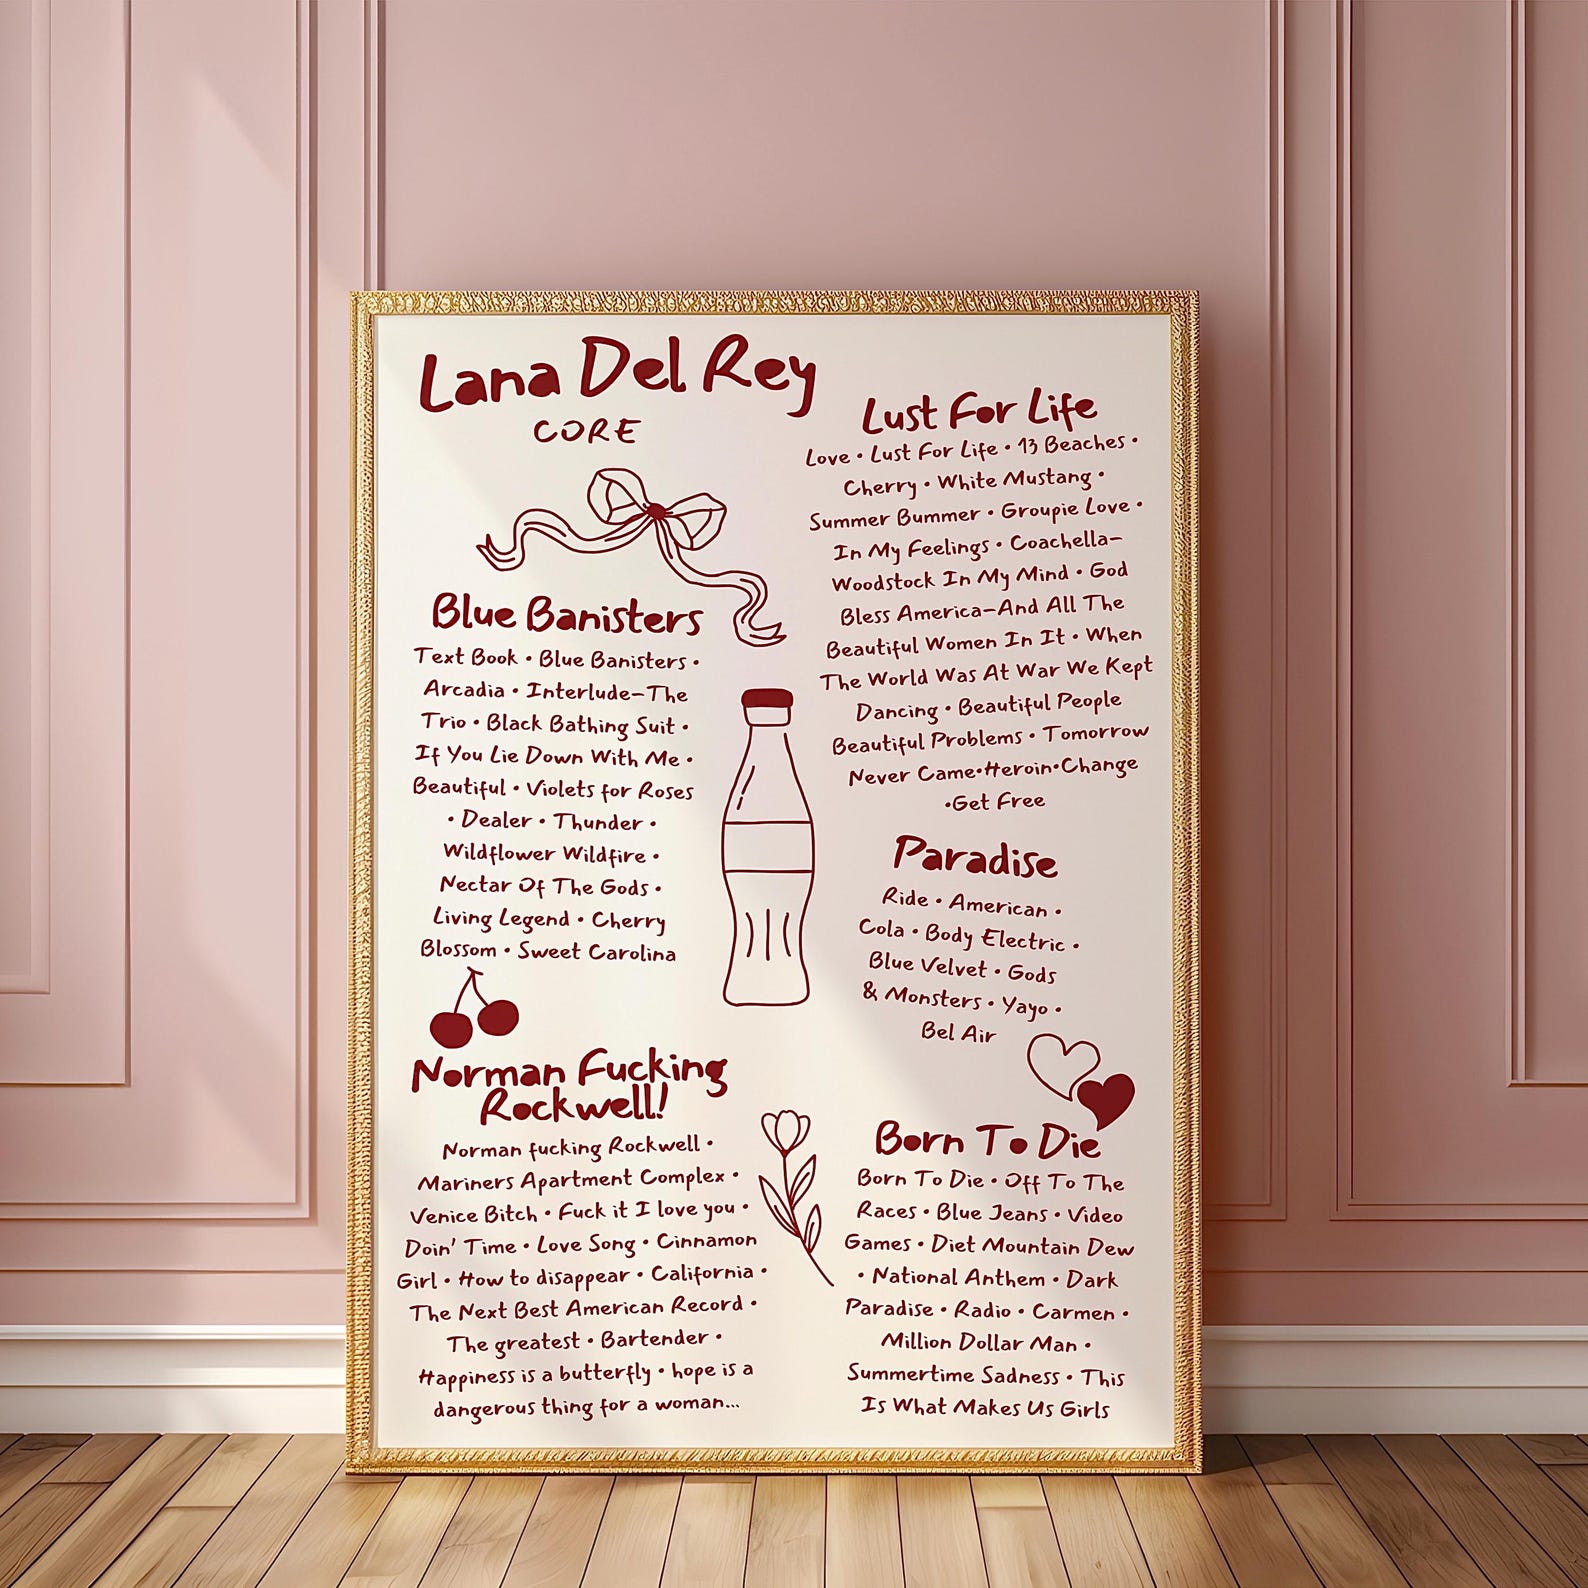 Lana Del Rey
CORE
Blue Banisters
Text Book • Blue Banisters •
Arcadia • Interlude-The
Trio • Black Bathing Suit •
If You Lie Down With Me •
Beautiful • Violets for Roses
• Dealer • Thunder •
Wildflower Wildfire •
Nectar Of The Gods •
Living Legend • Cherry
Blossom • Sweet Carolina
Norman Fucking
Rockwell!
Norman fucking Rockwell •
Mariners Apartment Complex •
Venice Bitch • Fuck it I love you •
Doin' Time • Love Song • Cinnamon
Girl • How to disappear • California •
The Next Best American Record •
The greatest • Bartender •
Happiness is a butterfly • hope is a
dangerous thing for a woman...
Lust For Life
Love • Lust For Life • 13 Beaches •
Cherry • White Mustang •
Summer Bummer • Groupie Love •
In My Feelings • Coachella-
Woodstock In My Mind • God
Bless America-And All The
Beautiful Women In It • When
The World Was At War We Kept
Dancing • Beautiful People
Beautiful Problems • Tomorrow
Never Came•Heroin•Change
•Get Free
Paradise
Ride • American •
Cola • Body Electric •
Blue Velvet • Gods
& Monsters • Yayo •
Bel Air
Born To Die
Born To Die • Off To The
Races • Blue Jeans • Video
Games • Diet Mountain Dew
• National Anthem • Dark
Paradise • Radio • Carmen •
Million Dollar Man •
Summertime Sadness • This
Is What Makes Us Girls